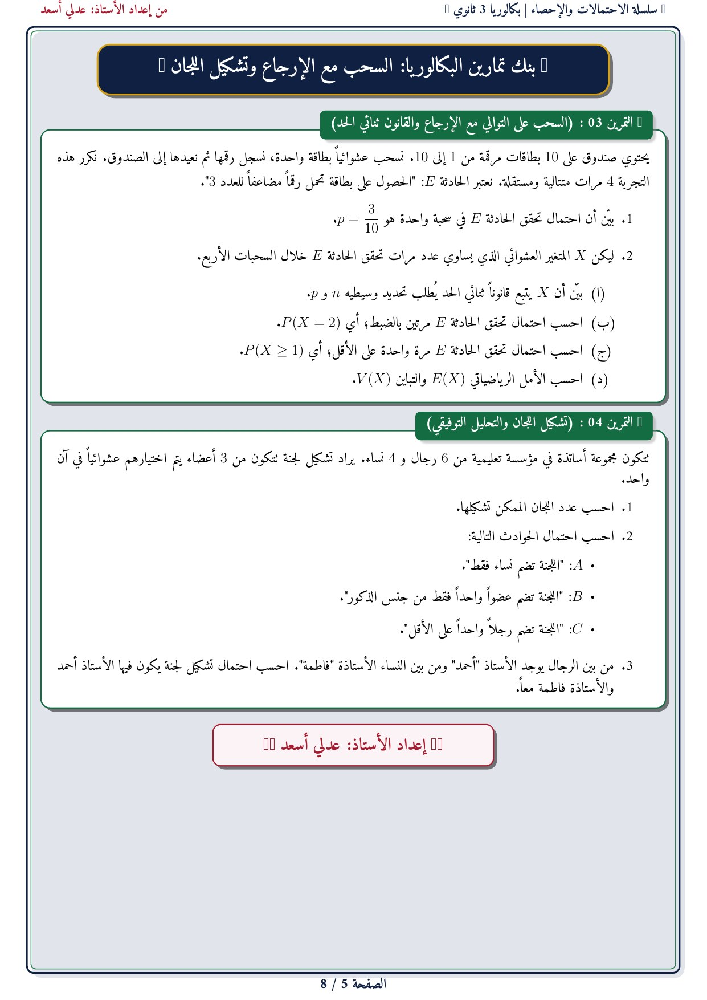 سلسلة الاحتمالات والإحصاء | بكالوريا 3 ثانوي
من إعداد الأستاذ: عدلي أسعد
بنك تمارين البكالوريا: السحب مع الإرجاع وتشكيل اللجان
التمرين 03 : (السحب على التوالي مع الإرجاع والقانون ثنائي الحد)
يحتوي صندوق على 10 بطاقات مرقمة من 1 إلى 10. نسحب عشوائياً بطاقة واحدة، نسجل رقمها ثم نعيدها إلى الصندوق. نكرر هذه
التجربة 4 مرات متتالية ومستقلة. نعتبر الحادثة E: "الحصول على بطاقة تحمل رقماً مضاعفاً للعدد 3".
1. بيّن أن احتمال تحقق الحادثة E في سحبة واحدة هو p = 3/10.
2. ليكن X المتغير العشوائي الذي يساوي عدد مرات تحقق الحادثة E خلال السحبات الأربع.
(ا) بيّن أن X يتبع قانوناً ثنائي الحد يُطلب تحديد وسيطيه n و p.
(ب) احسب احتمال تحقق الحادثة E مرتين بالضبط؛ أي P(X = 2).
(ج) احسب احتمال تحقق الحادثة E مرة واحدة على الأقل؛ أي P(X ≥ 1).
(د) احسب الأمل الرياضياتي E(X) والتباين V(X).
التمرين 04 : (تشكيل اللجان والتحليل التوفيقي)
تتكون مجموعة أساتذة في مؤسسة تعليمية من 6 رجال و 4 نساء. يراد تشكيل لجنة تتكون من 3 أعضاء يتم اختيارهم عشوائياً في آن
واحد.
1. احسب عدد اللجان الممكن تشكيلها.
2. احسب احتمال الحوادث التالية:
• A: "اللجنة تضم نساء فقط".
• B: "اللجنة تضم عضواً واحداً فقط من جنس الذكور".
• C: "اللجنة تضم رجلاً واحداً على الأقل".
3. من بين الرجال يوجد الأستاذ "أحمد" ومن بين النساء الأستاذة "فاطمة". احسب احتمال تشكيل لجنة يكون فيها الأستاذ أحمد
والأستاذة فاطمة معاً.
إعداد الأستاذ: عدلي أسعد
الصفحة 5 / 8